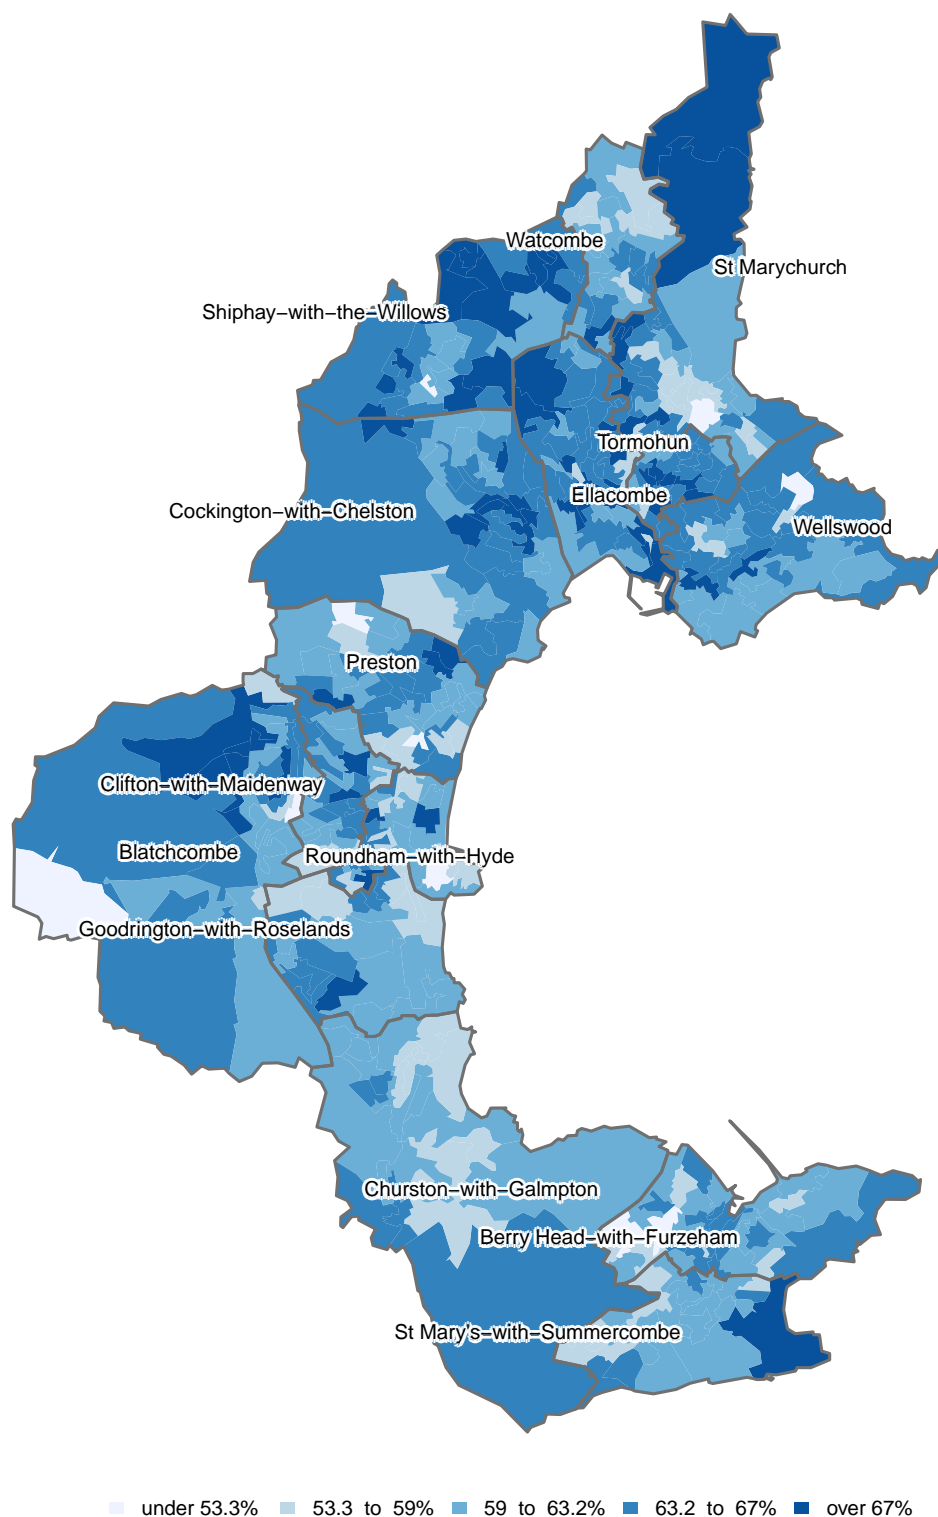 Watcombe
St Marychurch
Shiphay−with−the−Willows
Tormohun
Ellacombe
Cockington−with−Chelston
Wellswood
Preston
Clifton−with−Maidenway
Blatchcombe
Roundham−with−Hyde
Goodrington−with−Roselands
Churston−with−Galmpton
Berry Head−with−Furzeham
St Mary's−with−Summercombe
under 53.3% 53.3 to 59% 59 to 63.2% 63.2 to 67% over 67%